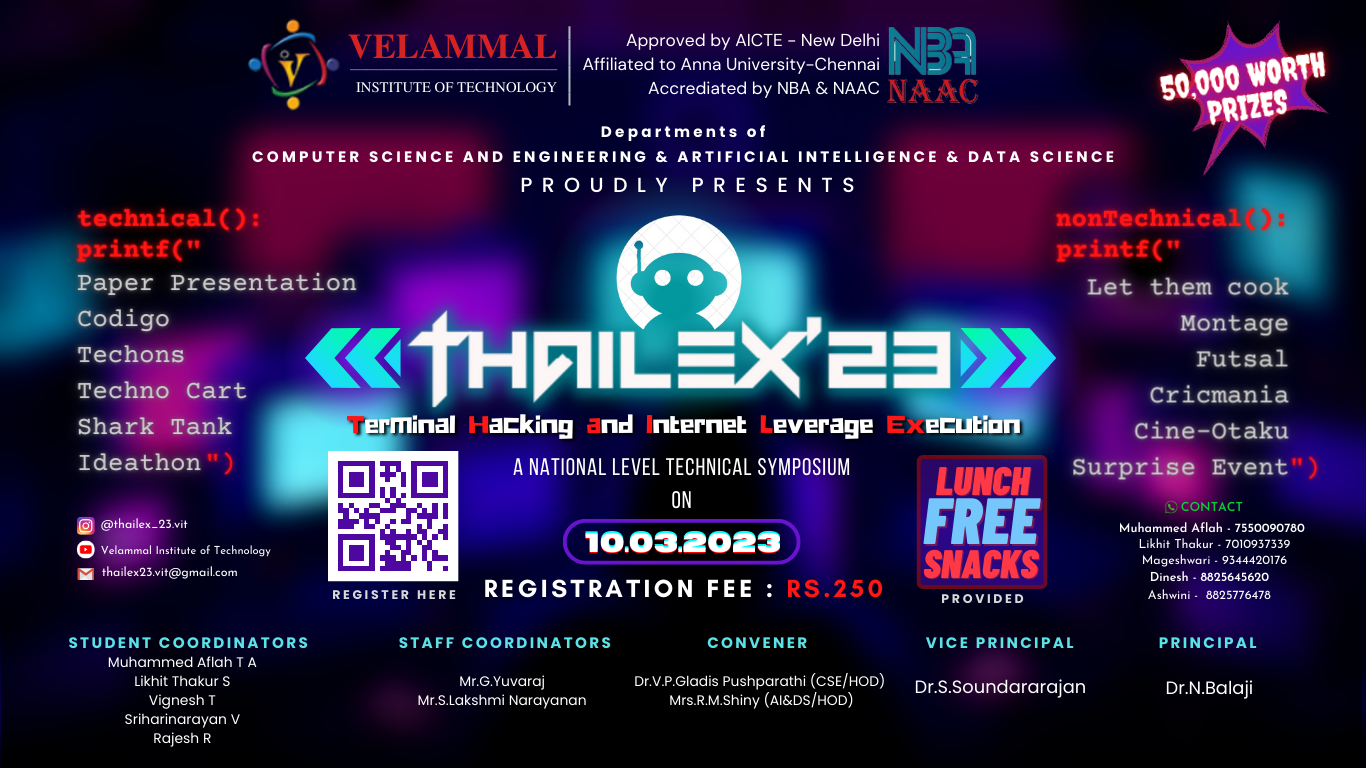 VELAMMAL
INSTITUTE OF TECHNOLOGY
Approved by AICTE - New Delhi
Affiliated to Anna University-Chennai
Accrediated by NBA & NAAC
NBA
NAAC
50,000 WORTH
PRIZES
Departments of
COMPUTER SCIENCE AND ENGINEERING & ARTIFICIAL INTELLIGENCE & DATA SCIENCE
PROUDLY PRESENTS
technical():
printf("
Paper Presentation
Codigo
Techons
Techno Cart
Shark Tank
Ideathon")
nonTechnical():
printf("
Let them cook
Montage
Futsal
Cricmania
Cine-Otaku
Surprise Event")
THAILEX'23
Terminal Hacking and Internet Leverage Execution
A NATIONAL LEVEL TECHNICAL SYMPOSIUM
ON
10.03.2023
REGISTRATION FEE : RS.250
REGISTER HERE
LUNCH
FREE
SNACKS
PROVIDED
@thailex_23.vit
Velammal Institute of Technology
thailex23.vit@gmail.com
CONTACT
Muhammed Aflah - 7550090780
Likhit Thakur - 7010937339
Mageshwari - 9344420176
Dinesh - 8825645620
Ashwini - 8825776478
STUDENT COORDINATORS
Muhammed Aflah T A
Likhit Thakur S
Vignesh T
Sriharinarayan V
Rajesh R
STAFF COORDINATORS
Mr.G.Yuvaraj
Mr.S.Lakshmi Narayanan
CONVENER
Dr.V.P.Gladis Pushparathi (CSE/HOD)
Mrs.R.M.Shiny (AI&DS/HOD)
VICE PRINCIPAL
Dr.S.Soundararajan
PRINCIPAL
Dr.N.Balaji